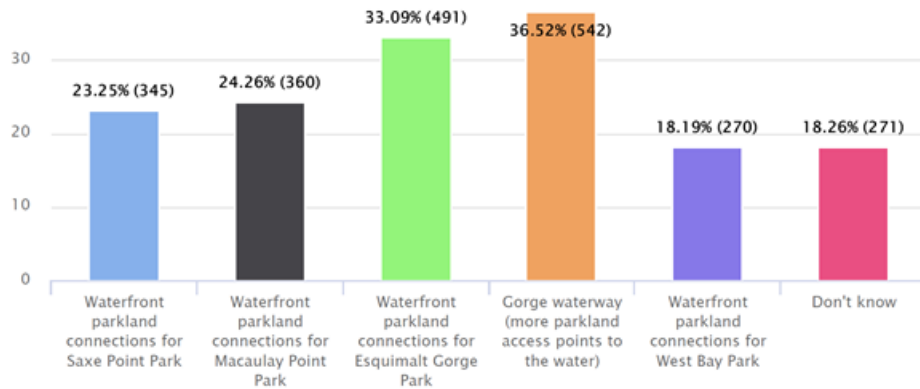 33.09% (491)
36.52% (542)
30
23.25% (345)
24.26% (360)
20
18.19% (270)
18.26% (271)
10
0
Waterfront
parkland
connections for
Saxe Point Park
Waterfront
parkland
connections for
Macaulay Point
Park
Waterfront
parkland
connections for
Esquimalt Gorge
Park
Gorge waterway
(more parkland
access points to
the water)
Waterfront
parkland
connections for
West Bay Park
Don't know